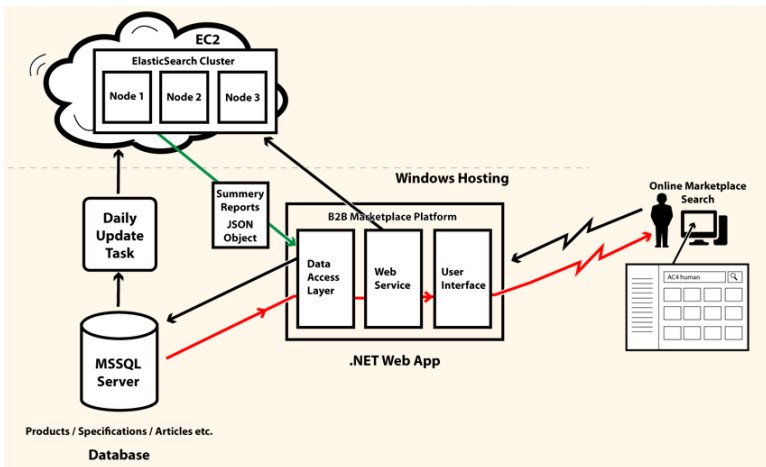 EC2
ElasticSearch Cluster
Node 1
Node 2
Node 3
Windows Hosting
Summery
Reports
JSON
Object
Daily
Update
Task
B2B Marketplace Platform
Data
Access
Layer
Web
Service
User
Interface
Online Marketplace
Search
AC4 human
MSSQL
Server
.NET Web App
Products / Specifications / Articles etc.
Database